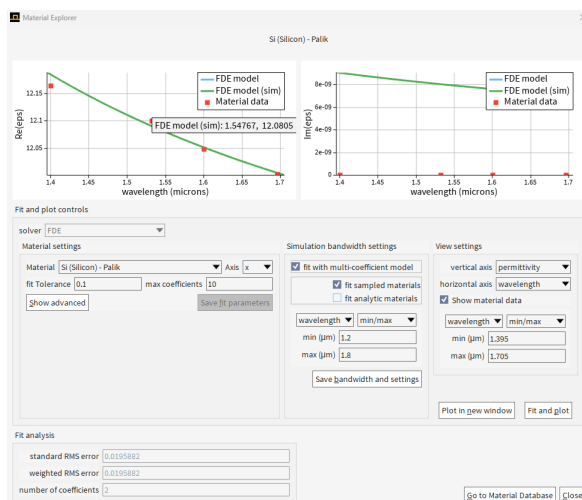 Material Explorer
Si (Silicon) - Palik
FDE model
FDE model (sim)
Material data
12.15
12.1
12.05
Re(eps)
FDE model (sim): 1.54767, 12.0805
1.4 1.45 1.5 1.55 1.6 1.65 1.7
wavelength (microns)
FDE model
FDE model (sim)
Material data
8e-09
6e-09
4e-09
2e-09
0
Im(eps)
1.4 1.45 1.5 1.55 1.6 1.65 1.7
wavelength (microns)
Fit and plot controls
solver FDE
Material settings
Material Si (Silicon) - Palik Axis x
fit Tolerance 0.1 max coefficients 10
Show advanced Save fit parameters
Simulation bandwidth settings
fit with multi-coefficient model
fit sampled materials
fit analytic materials
wavelength min/max
min (µm) 1.2
max (µm) 1.8
Save bandwidth and settings
View settings
vertical axis permittivity
horizontal axis wavelength
Show material data
wavelength min/max
min (µm) 1.395
max (µm) 1.705
Plot in new window Fit and plot
Fit analysis
standard RMS error 0.0195882
weighted RMS error 0.0195882
number of coefficients 2
Go to Material Database Close